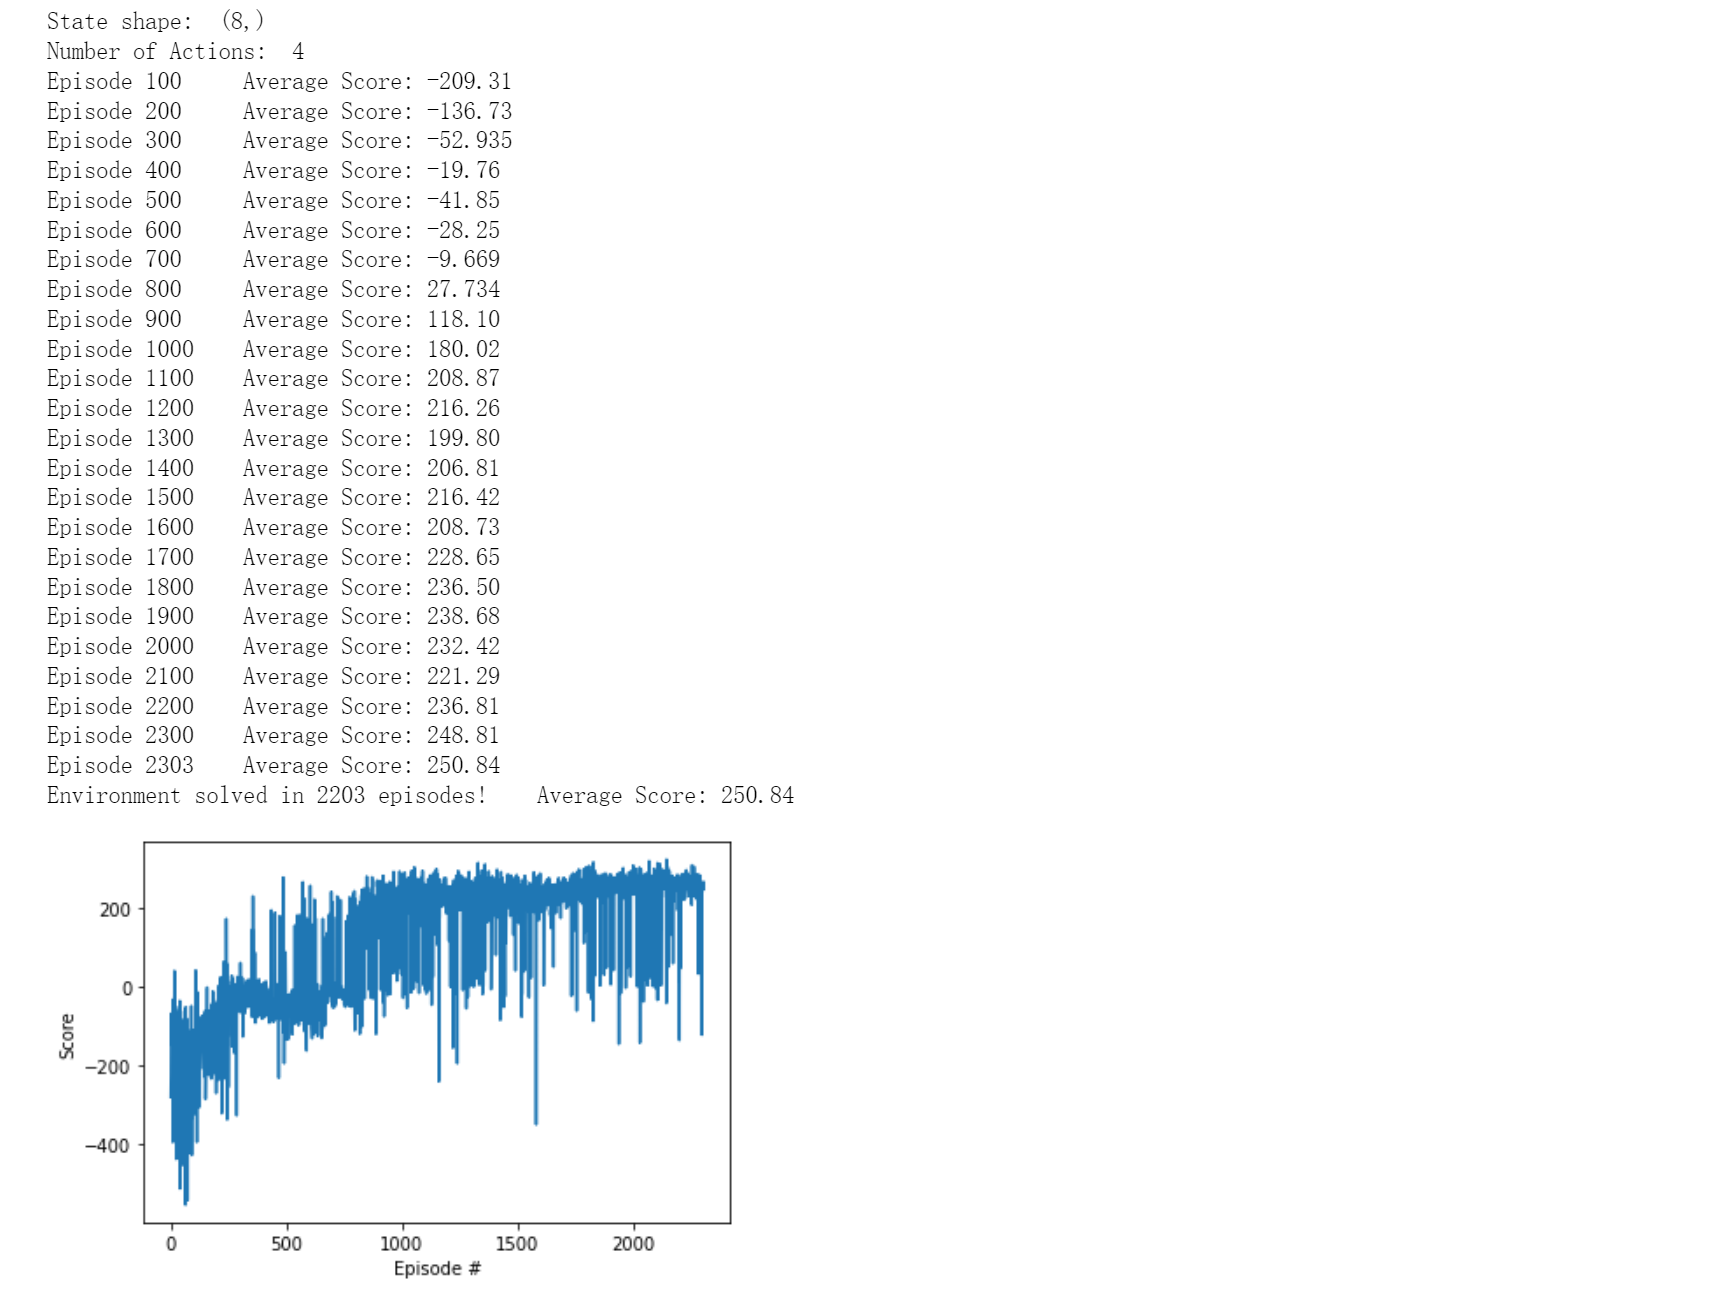 State shape:  (8,)
Number of Actions:  4
Episode 100	Average Score: -209.31
Episode 200	Average Score: -136.73
Episode 300	Average Score: -52.935
Episode 400	Average Score: -19.76
Episode 500	Average Score: -41.85
Episode 600	Average Score: -28.25
Episode 700	Average Score: -9.669
Episode 800	Average Score: 27.734
Episode 900	Average Score: 118.10
Episode 1000	Average Score: 180.02
Episode 1100	Average Score: 208.87
Episode 1200	Average Score: 216.26
Episode 1300	Average Score: 199.80
Episode 1400	Average Score: 206.81
Episode 1500	Average Score: 216.42
Episode 1600	Average Score: 208.73
Episode 1700	Average Score: 228.65
Episode 1800	Average Score: 236.50
Episode 1900	Average Score: 238.68
Episode 2000	Average Score: 232.42
Episode 2100	Average Score: 221.29
Episode 2200	Average Score: 236.81
Episode 2300	Average Score: 248.81
Episode 2303	Average Score: 250.84
Environment solved in 2203 episodes!	Average Score: 250.84
200
0
−200
−400
Score
0 500 1000 1500 2000
Episode #